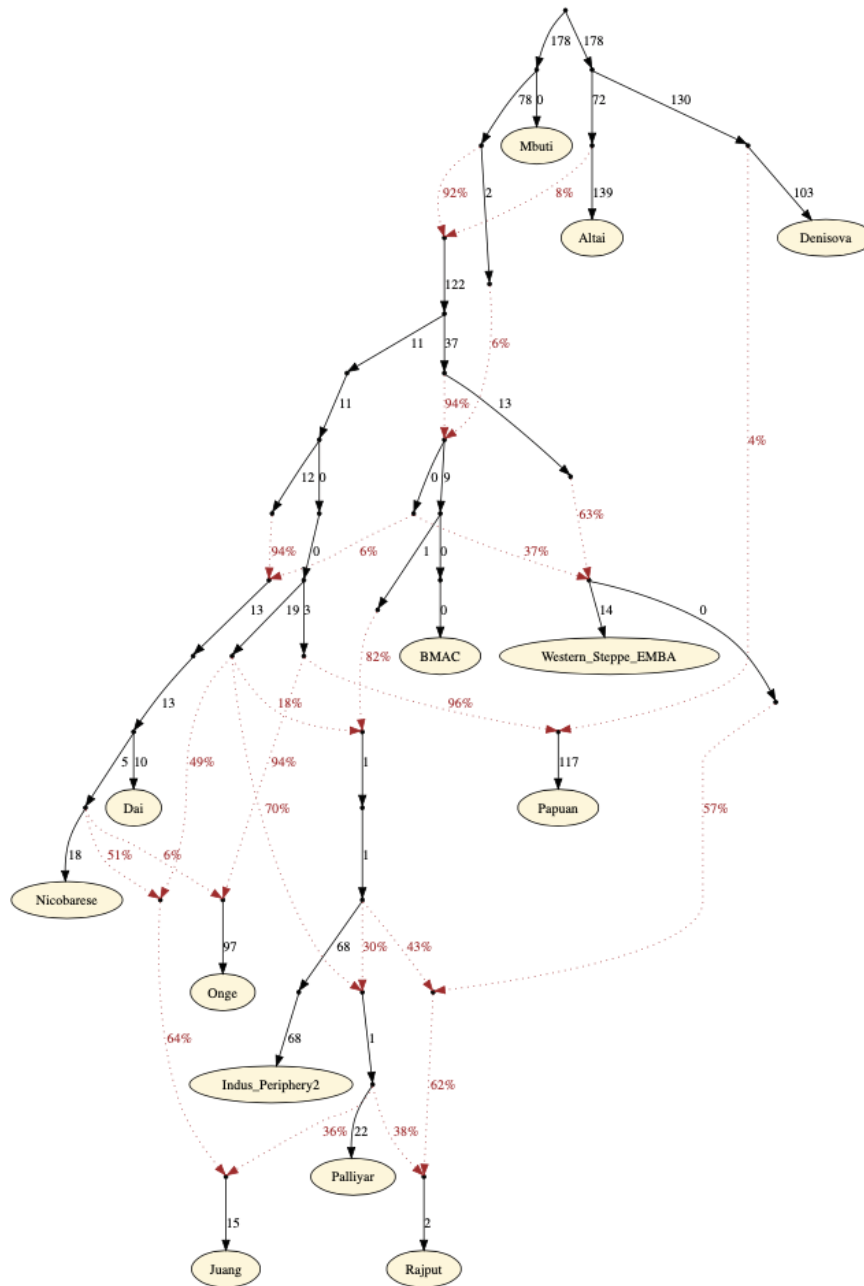 178 178
78 0 72 130
Mbuti
92% 2 8% 139 103
Altai Denisova
122
11 37 6%
11 94% 13 4%
12 0 0 9
94% 0 6% 1 0 37% 63%
13 19 3 0 14 0
82% BMAC Western_Steppe_EMBA
13 18% 96%
5 10 49% 94% 1 117
Dai 70% Papuan 57%
18 51% 6% 1
Nicobarese
97 68 30% 43%
Onge
64% 68 1
Indus_Periphery2 62%
36% 22 38%
Palliyar
15 2
Juang Rajput